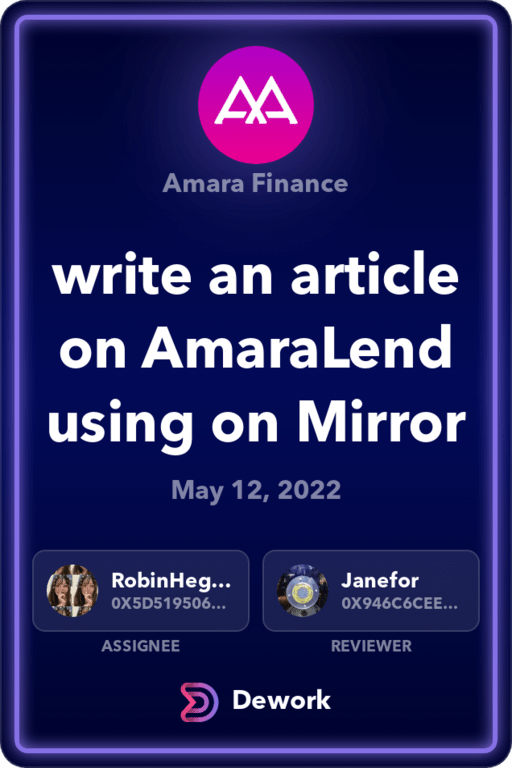 Amara Finance
write an article
on AmaraLend
using on Mirror
May 12, 2022
RobinHeg...
0X5D519506...
ASSIGNEE
Janefor
0X946C6CEE...
REVIEWER
Dework